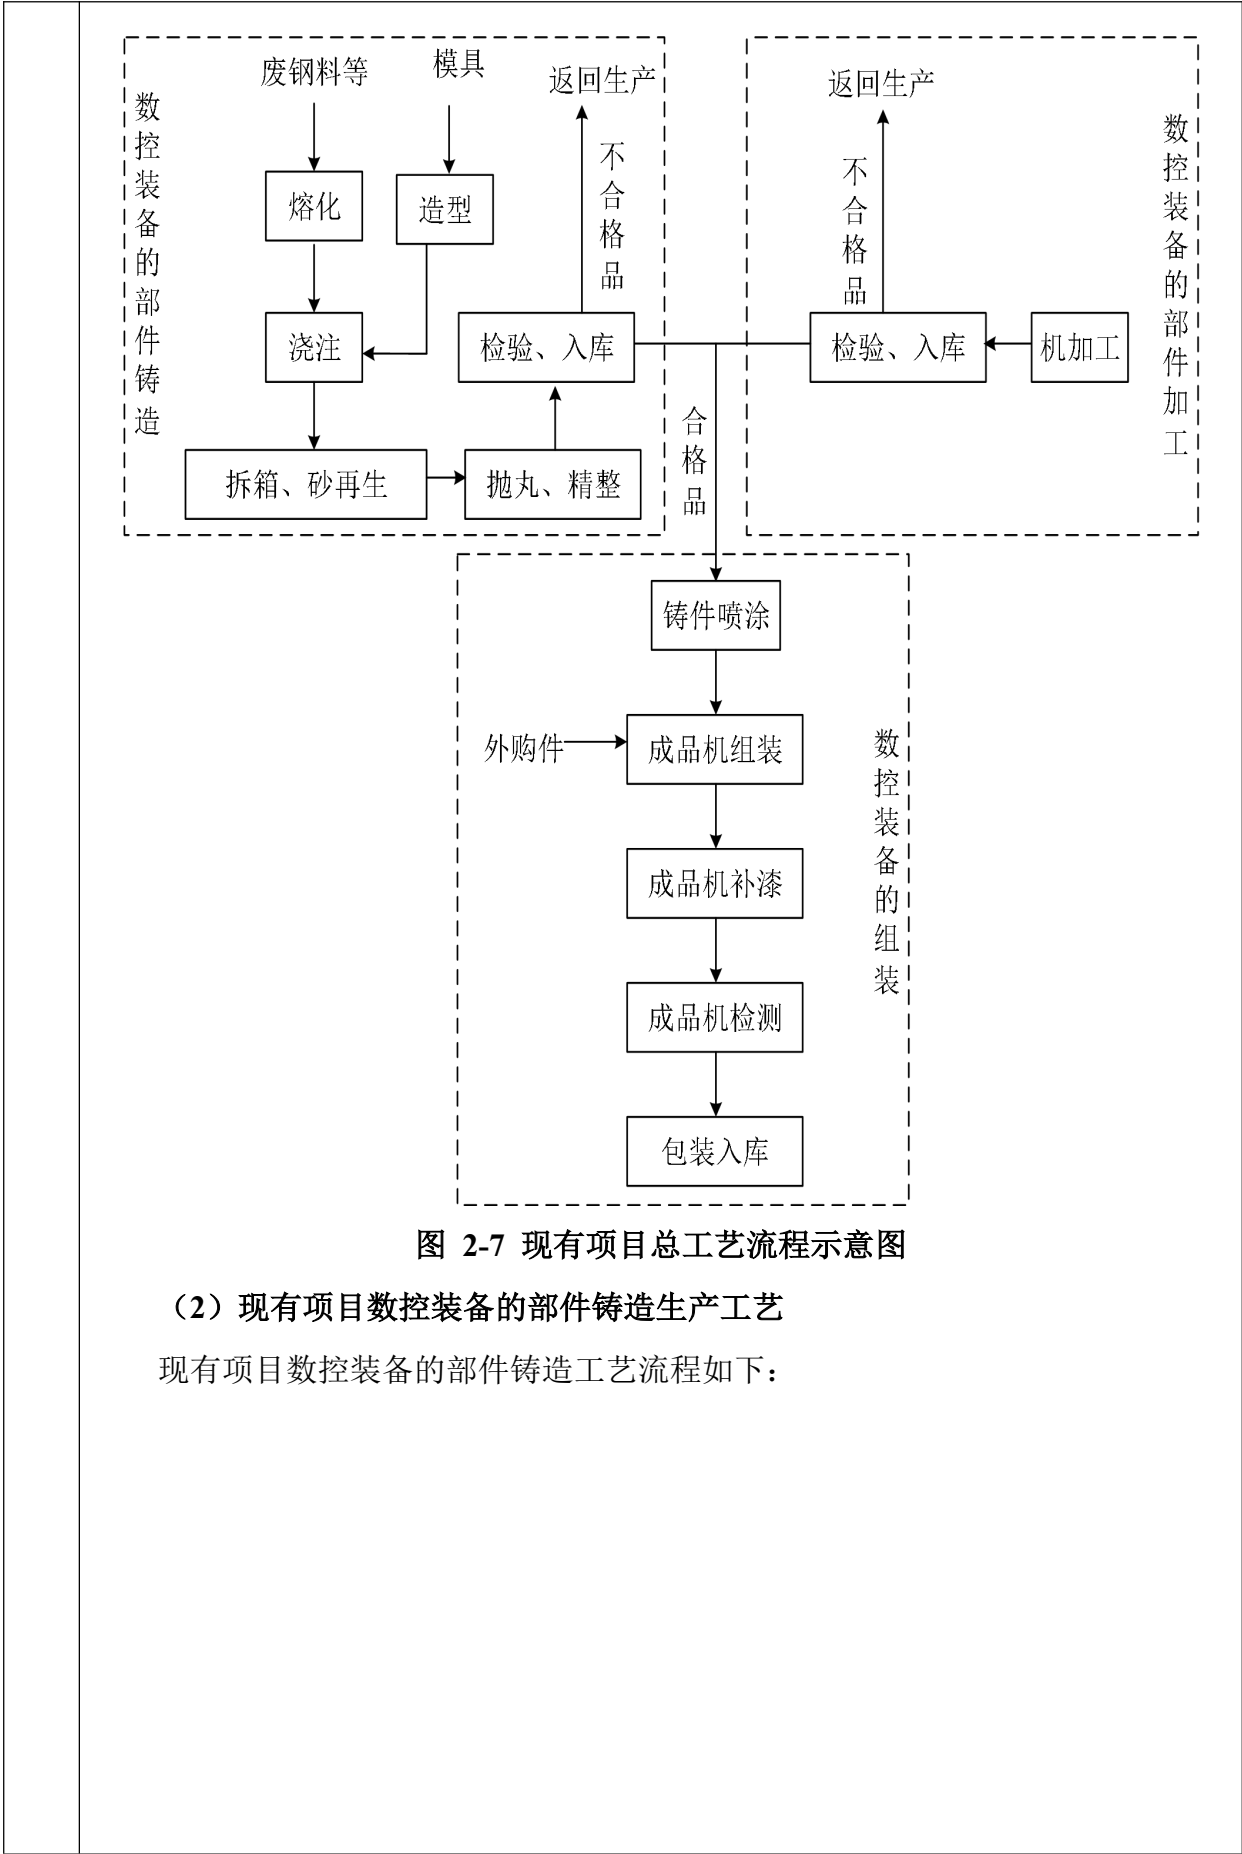 数控装备的部件铸造
废钢料等
模具
返回生产
不合格品
熔化
造型
浇注
检验、入库
拆箱、砂再生
抛丸、精整
返回生产
不合格品
数控装备的部件加工
检验、入库
机加工
合格品
铸件喷涂
外购件
成品机组装
成品机补漆
成品机检测
包装入库
数控装备的组装
图 2-7 现有项目总工艺流程示意图
（2）现有项目数控装备的部件铸造生产工艺
现有项目数控装备的部件铸造工艺流程如下：